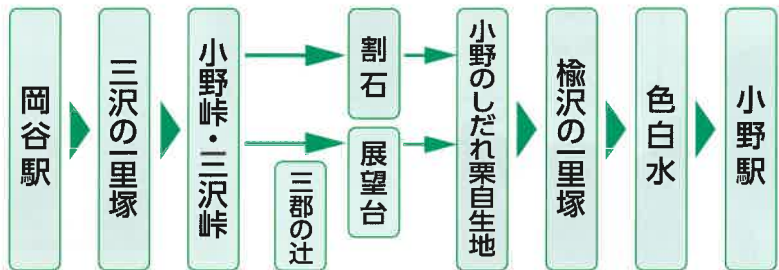 岡谷駅
三沢の一里塚
小野峠・三沢峠
割石
三郡の辻
展望台
小野のしだれ栗自生地
楡沢の一里塚
色白水
小野駅